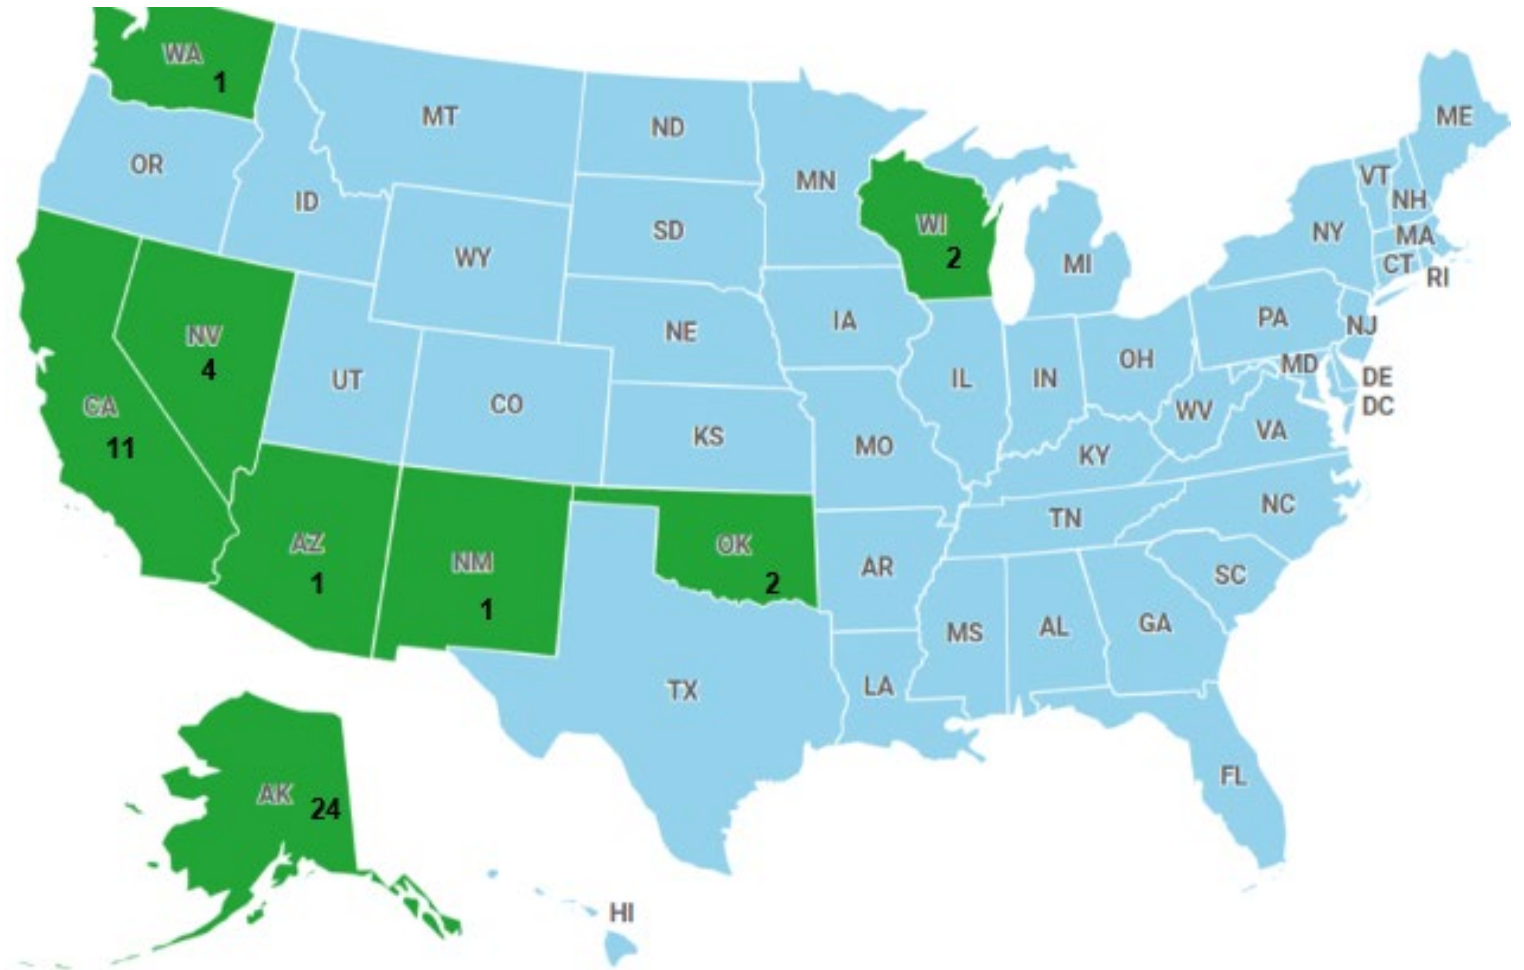 WA
1
MT
ND
MN
ME
OR
ID
SD
WI
2
VT
NH
NY
MA
WY
MI
CT
RI
NV
4
NE
IA
PA
NJ
UT
CO
IL
IN
OH
MD
DE
DC
CA
11
KS
MO
WV
VA
KY
AZ
1
NM
1
OK
2
AR
TN
NC
SC
MS
AL
GA
TX
LA
FL
AK 24
HI